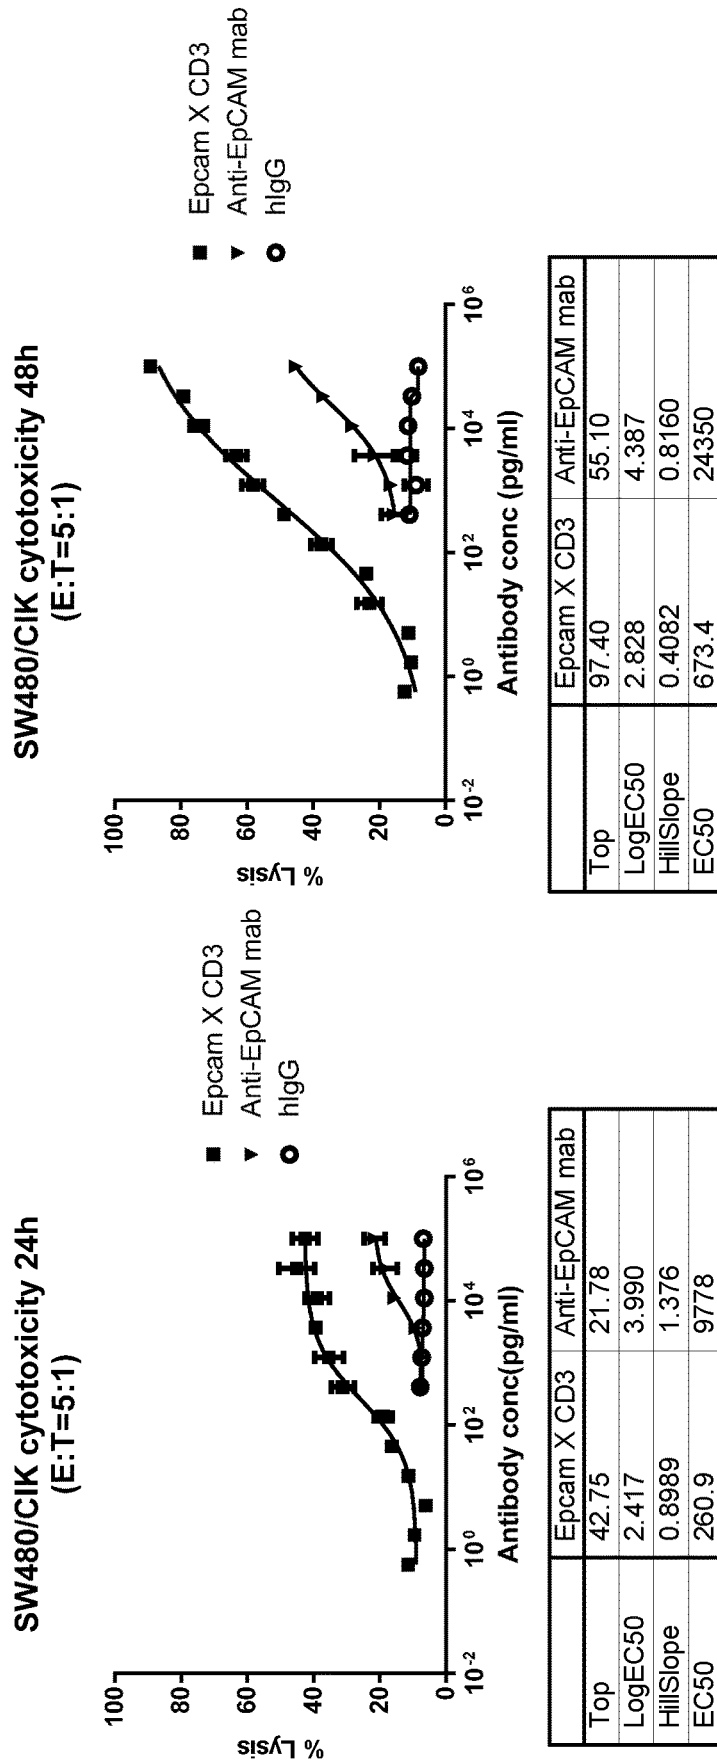 SW480/CIK cytotoxicity 24h
(E:T=5:1)
% Lysis
100
80
60
40
20
0
10-2
100
102
104
106
Antibody conc(pg/ml)
Epcam X CD3
Anti-EpCAM mab
hIgG
Epcam X CD3 Anti-EpCAM mab
Top 42.75 21.78
LogEC50 2.417 3.990
HillSlope 0.8989 1.376
EC50 260.9 9778
SW480/CIK cytotoxicity 48h
(E:T=5:1)
% Lysis
100
80
60
40
20
0
10-2
100
102
104
106
Antibody conc (pg/ml)
Epcam X CD3
Anti-EpCAM mab
hIgG
Epcam X CD3 Anti-EpCAM mab
Top 97.40 55.10
LogEC50 2.828 4.387
HillSlope 0.4082 0.8160
EC50 673.4 24350